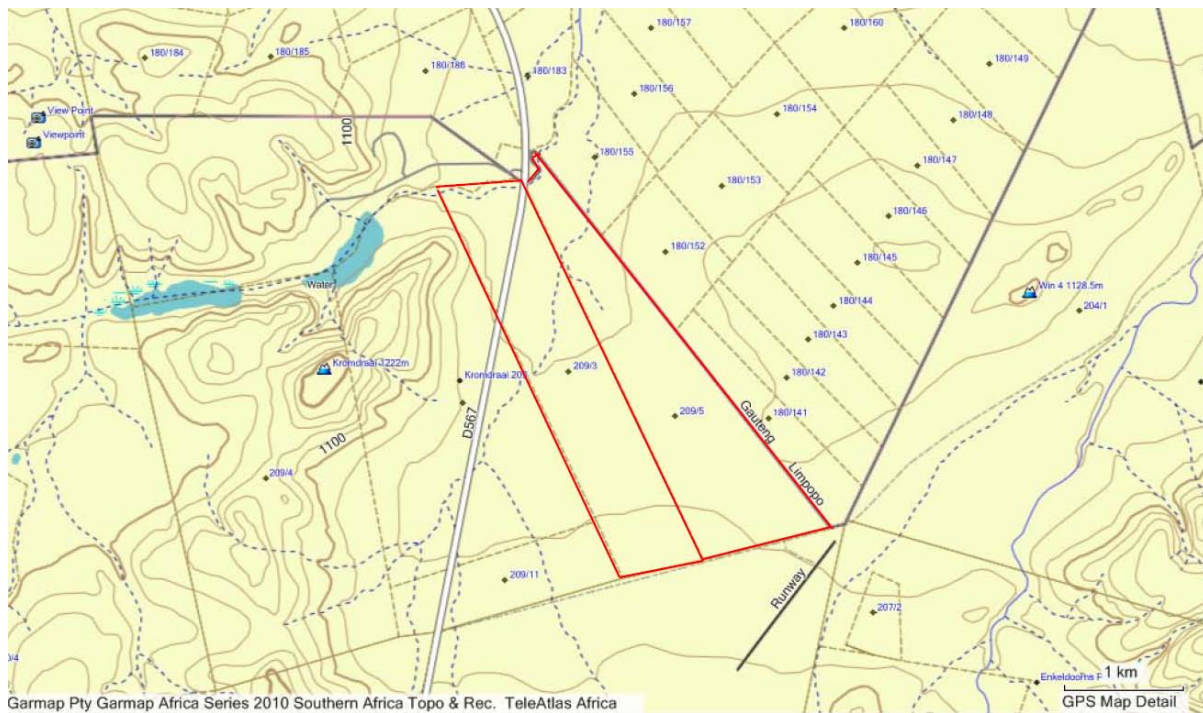 180/157
180/160
180/184
180/185
180/186
180/183
180/149
180/156
View Point
180/154
180/148
Viewpoint
1100
180/155
180/147
180/153
180/146
180/152
180/145
Water
Win 4 1128.5m
180/144
204/1
180/143
Kromdraai 1222m
209/3
180/142
Kromdraai 209
D567
209/5
Gauteng
180/141
1100
Limpopo
209/4
209/11
Runway
207/2
1 km
Enkeldoorns
Garmap Pty Garmap Africa Series 2010 Southern Africa Topo & Rec. TeleAtlas Africa
GPS Map Detail